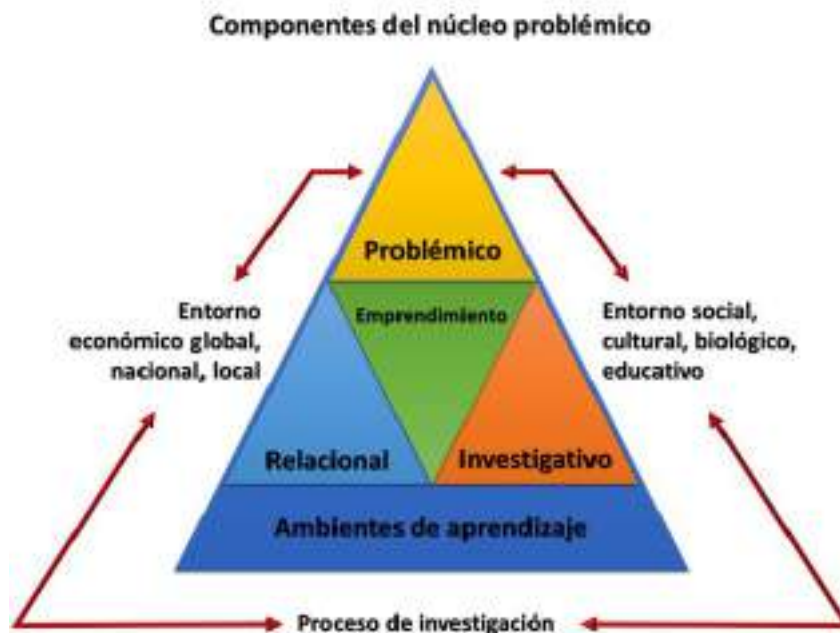 Componentes del núcleo problémico
Problémico
Emprendimiento
Entorno
económico global,
nacional, local
Entorno social,
cultural, biológico,
educativo
Relacional
Investigativo
Ambientes de aprendizaje
Proceso de investigación